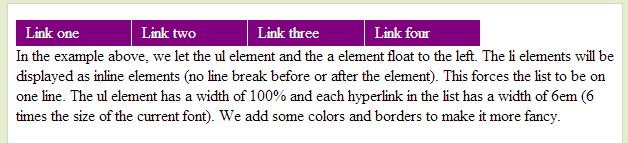 Link one Link two Link three Link four
In the example above, we let the ul element and the a element float to the left. The li elements will be
displayed as inline elements (no line break before or after the element). This forces the list to be on
one line. The ul element has a width of 100% and each hyperlink in the list has a width of 6em (6
times the size of the current font). We add some colors and borders to make it more fancy.